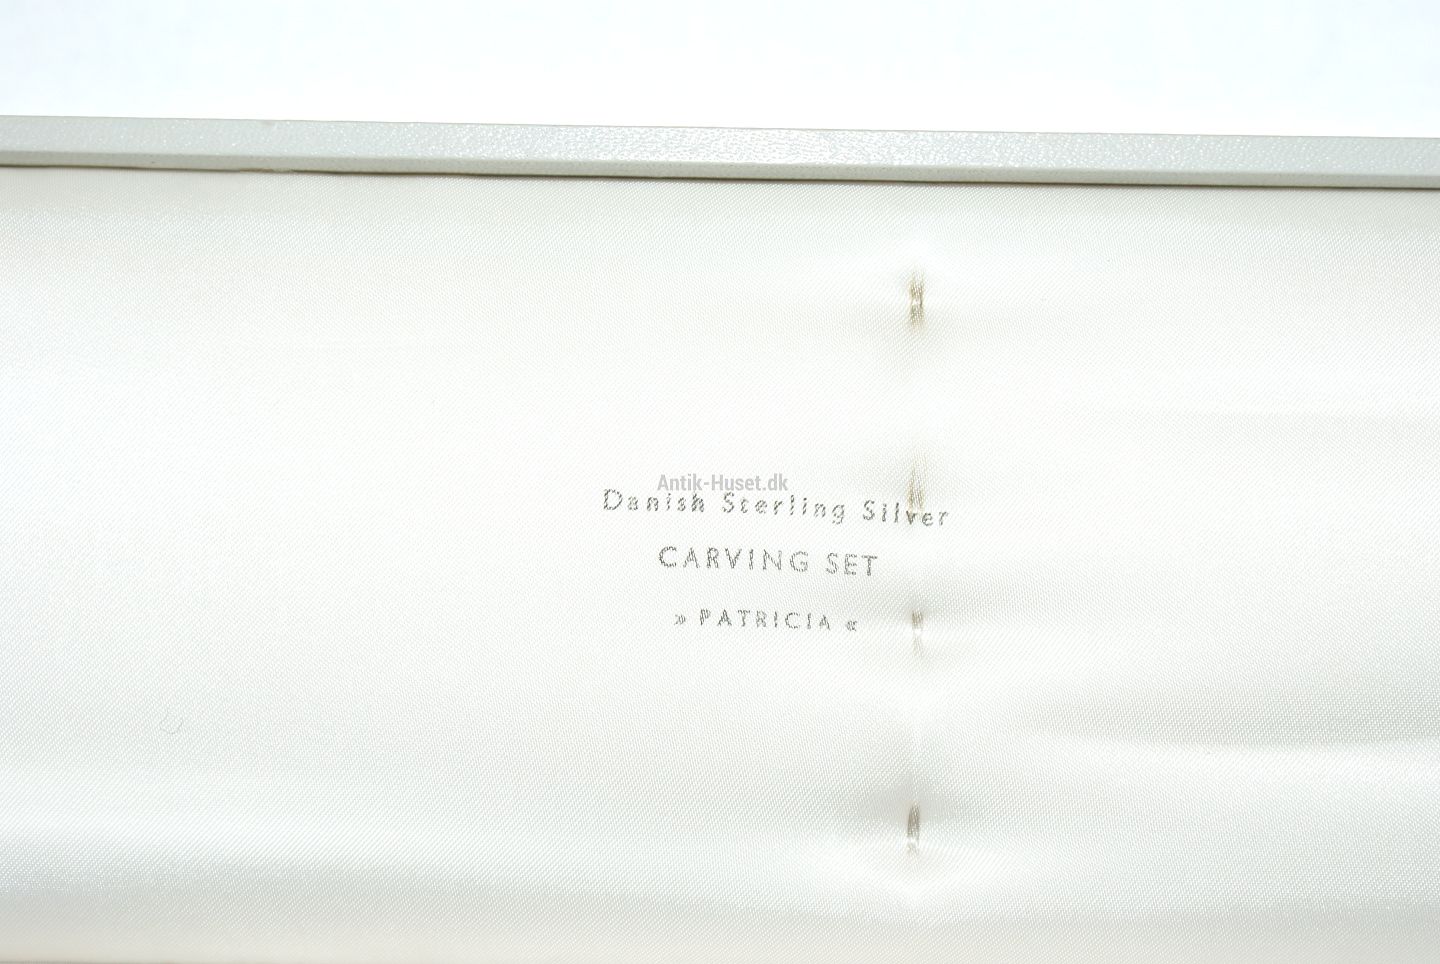 Antik-Huset.dk
Danish Sterling Silver
CARVING SET
» PATRICIA «